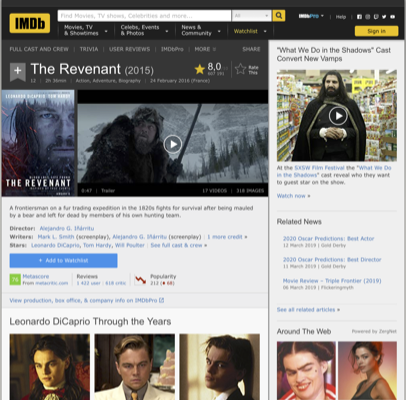 IMDb
Find Movies, TV shows, Celebrities and more...
All
IMDbPro
Help
Movies, TV
& Showtimes
Celebs, Events
& Photos
News &
Community
Watchlist
Sign in
FULL CAST AND CREW | TRIVIA | USER REVIEWS | IMDbPro | MORE
SHARE
The Revenant (2015)
8,0
Rate
This
12 | 2h 36min | Action, Adventure, Biography | 24 February 2016 (France)
LEONARDO DICAPRIO TOM HARDY
THE REVENANT
0:47 | Trailer
17 VIDEOS | 318 IMAGES
A frontiersman on a fur trading expedition in the 1820s fights for survival after being mauled
by a bear and left for dead by members of his own hunting team.
Director: Alejandro G. Iñárritu
Writers: Mark L. Smith (screenplay), Alejandro G. Iñárritu (screenplay) | 1 more credit »
Stars: Leonardo DiCaprio, Tom Hardy, Will Poulter | See full cast & crew »
+ Add to Watchlist
76
Metascore
From metacritic.com
Reviews
Popularity
View production, box office, & company info on IMDbPro
Leonardo DiCaprio Through the Years
"What We Do in the Shadows" Cast
Convert New Vamps
At the SXSW Film Festival the "What We Do
in the Shadows" cast reveal who they want
to guest star on the show.
Watch now »
Related News
2020 Oscar Predictions: Best Actor
12 March 2019 | Gold Derby
2020 Oscar Predictions: Best Director
11 March 2019 | Gold Derby
Movie Review – Triple Frontier (2019)
06 March 2019 | Flickeringmyth
See all related articles »
Around The Web
Powered by ZergNet